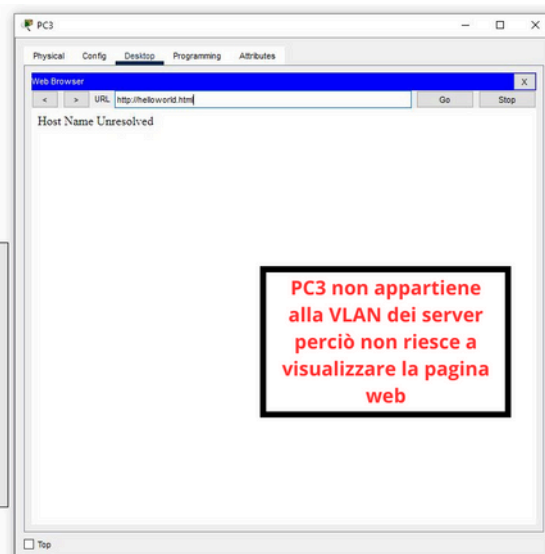 PC3
Physical Config Desktop Programming Attributes
Web Browser X
< > URL http://helloworld.htm Go Stop
Host Name Unresolved
PC3 non appartiene
alla VLAN dei server
perciò non riesce a
visualizzare la pagina
web
Top